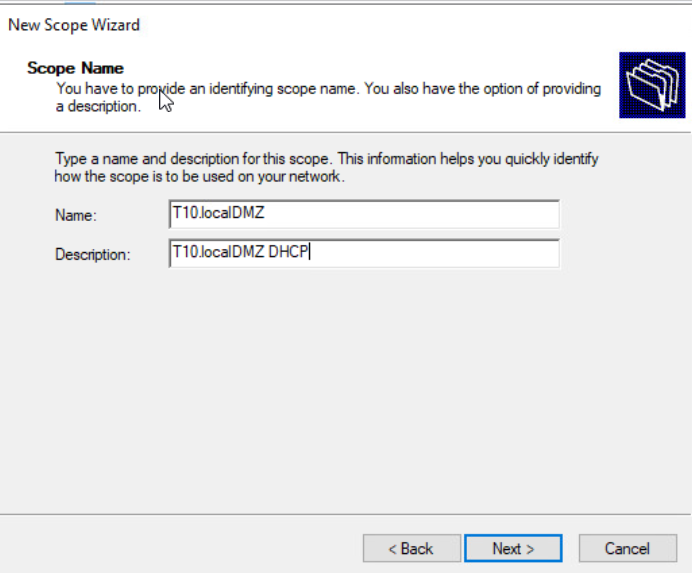 New Scope Wizard
Scope Name
You have to provide an identifying scope name. You also have the option of providing
a description.
Type a name and description for this scope. This information helps you quickly identify
how the scope is to be used on your network.
Name:
T10.localDMZ
Description:
T10.localDMZ DHCP
< Back
Next >
Cancel